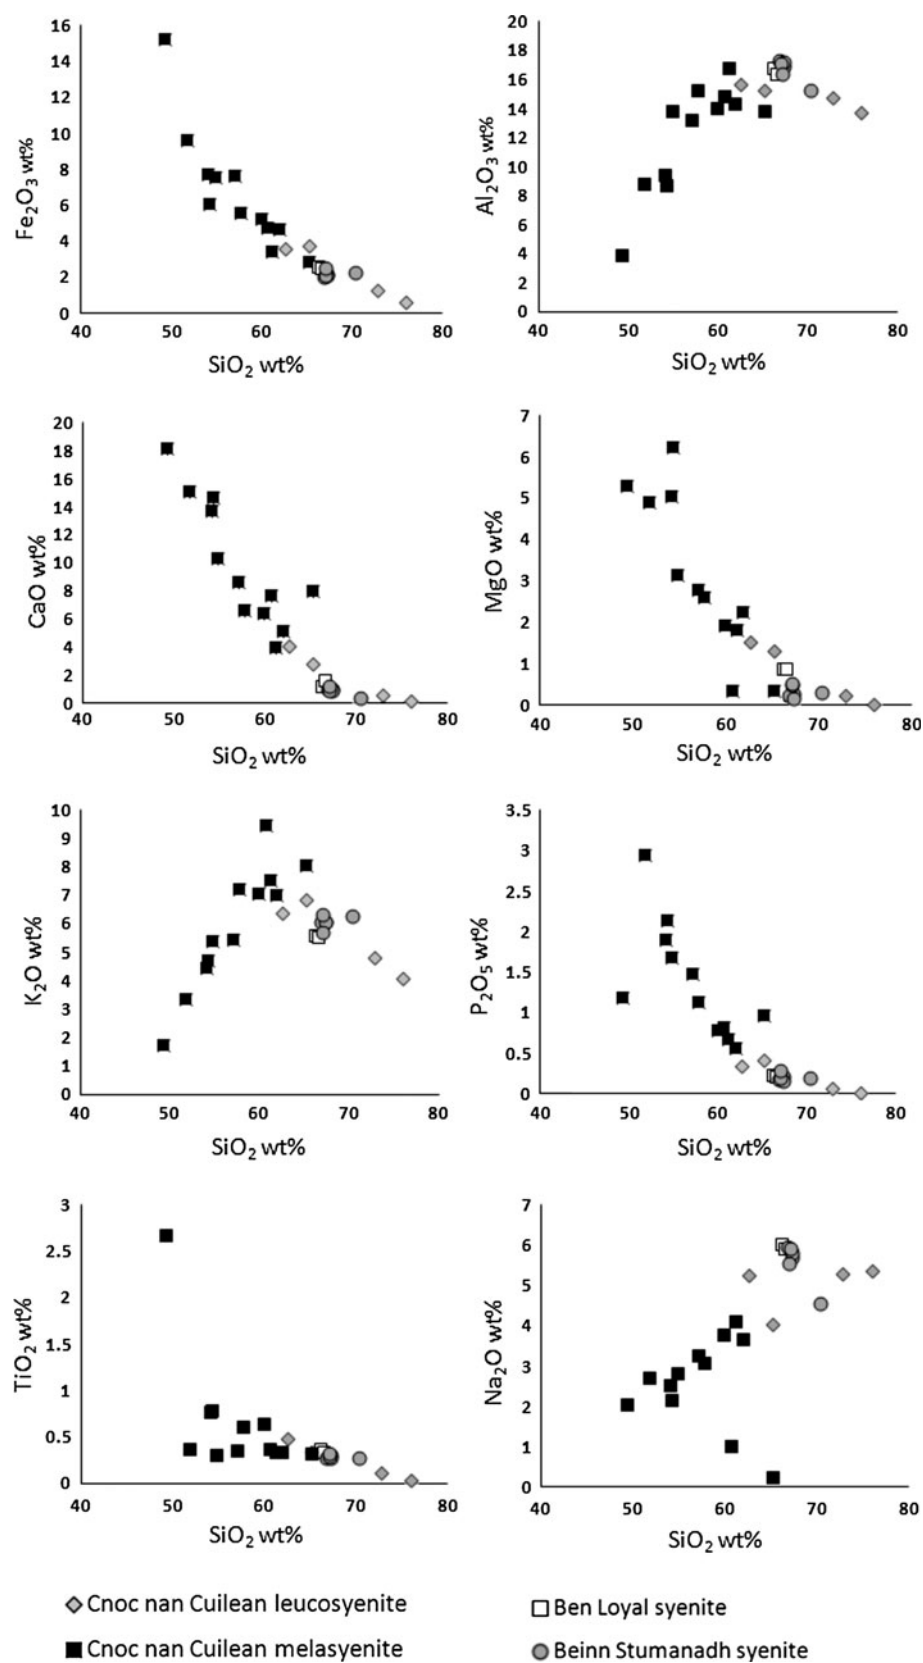 16
14
12
10
8
6
4
2
0
Fe₂O₃ wt%
40 50 60 70 80
SiO₂ wt%
20
18
16
14
12
10
8
6
4
2
0
Al₂O₃ wt%
40 50 60 70 80
SiO₂ wt%
20
18
16
14
12
10
8
6
4
2
0
CaO wt%
40 50 60 70 80
SiO₂ wt%
7
6
5
4
3
2
1
0
MgO wt%
40 50 60 70 80
SiO₂ wt%
10
9
8
7
6
5
4
3
2
1
0
K₂O wt%
40 50 60 70 80
SiO₂ wt%
3.5
3
2.5
2
1.5
1
0.5
0
P₂O₅ wt%
40 50 60 70 80
SiO₂ wt%
3
2.5
2
1.5
1
0.5
0
TiO₂ wt%
40 50 60 70 80
SiO₂ wt%
7
6
5
4
3
2
1
0
Na₂O wt%
40 50 60 70 80
SiO₂ wt%
Cnoc nan Cuilean leucosyenite
Ben Loyal syenite
Cnoc nan Cuilean melasyenite
Beinn Stumanadh syenite